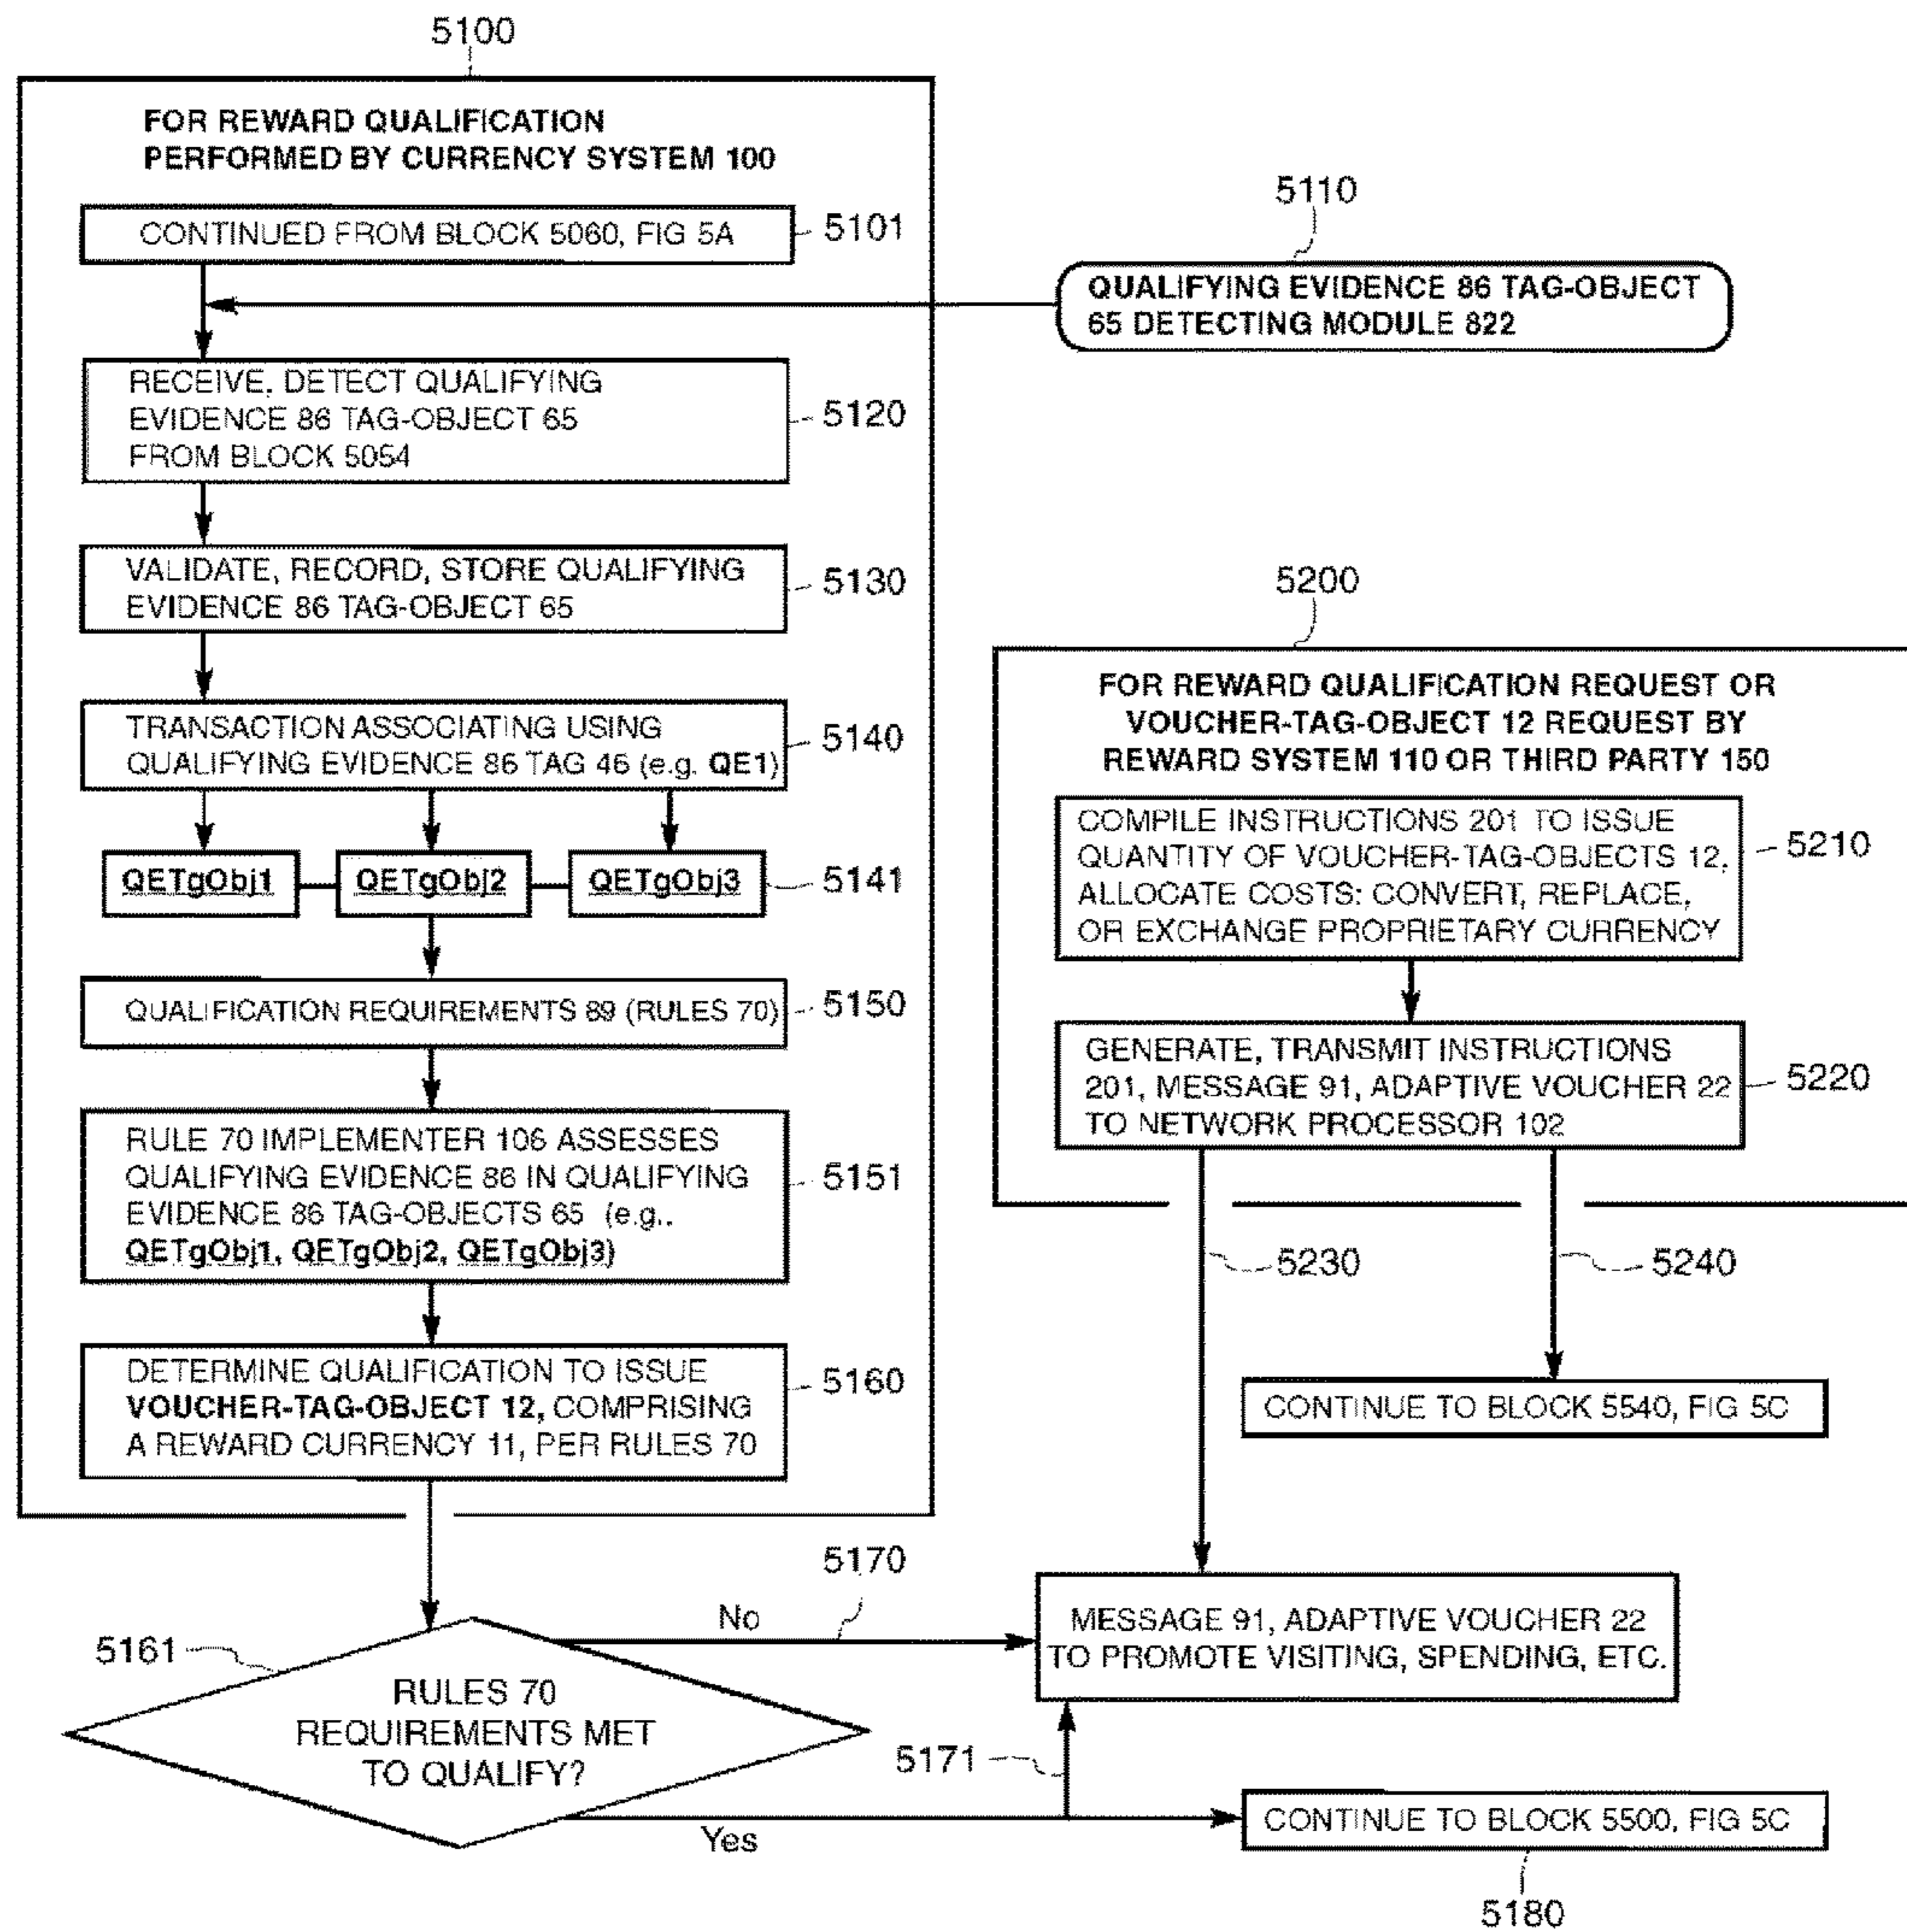 5100
FOR REWARD QUALIFICATION
PERFORMED BY CURRENCY SYSTEM 100
CONTINUED FROM BLOCK 5060, FIG 5A
5101
5110
QUALIFYING EVIDENCE 86 TAG-OBJECT
65 DETECTING MODULE 822
RECEIVE, DETECT QUALIFYING
EVIDENCE 86 TAG-OBJECT 65
FROM BLOCK 5054
5120
VALIDATE, RECORD, STORE QUALIFYING
EVIDENCE 86 TAG-OBJECT 65
5130
TRANSACTION ASSOCIATING USING
QUALIFYING EVIDENCE 86 TAG 46 (e.g. QE1)
5140
QETgObj1
QETgObj2
QETgObj3
5141
QUALIFICATION REQUIREMENTS 89 (RULES 70)
5150
RULE 70 IMPLEMENTER 106 ASSESSES
QUALIFYING EVIDENCE 86 IN QUALIFYING
EVIDENCE 86 TAG-OBJECTS 65 (e.g.,
QETgObj1, QETgObj2, QETgObj3)
5151
DETERMINE QUALIFICATION TO ISSUE
VOUCHER-TAG-OBJECT 12, COMPRISING
A REWARD CURRENCY 11, PER RULES 70
5160
5200
FOR REWARD QUALIFICATION REQUEST OR
VOUCHER-TAG-OBJECT 12 REQUEST BY
REWARD SYSTEM 110 OR THIRD PARTY 150
COMPILE INSTRUCTIONS 201 TO ISSUE
QUANTITY OF VOUCHER-TAG-OBJECTS 12,
ALLOCATE COSTS: CONVERT, REPLACE,
OR EXCHANGE PROPRIETARY CURRENCY
5210
GENERATE, TRANSMIT INSTRUCTIONS
201, MESSAGE 91, ADAPTIVE VOUCHER 22
TO NETWORK PROCESSOR 102
5220
5230
5240
CONTINUE TO BLOCK 5540, FIG 5C
5161
RULES 70
REQUIREMENTS MET
TO QUALIFY?
No
5170
MESSAGE 91, ADAPTIVE VOUCHER 22
TO PROMOTE VISITING, SPENDING, ETC.
5171
Yes
CONTINUE TO BLOCK 5500, FIG 5C
5180